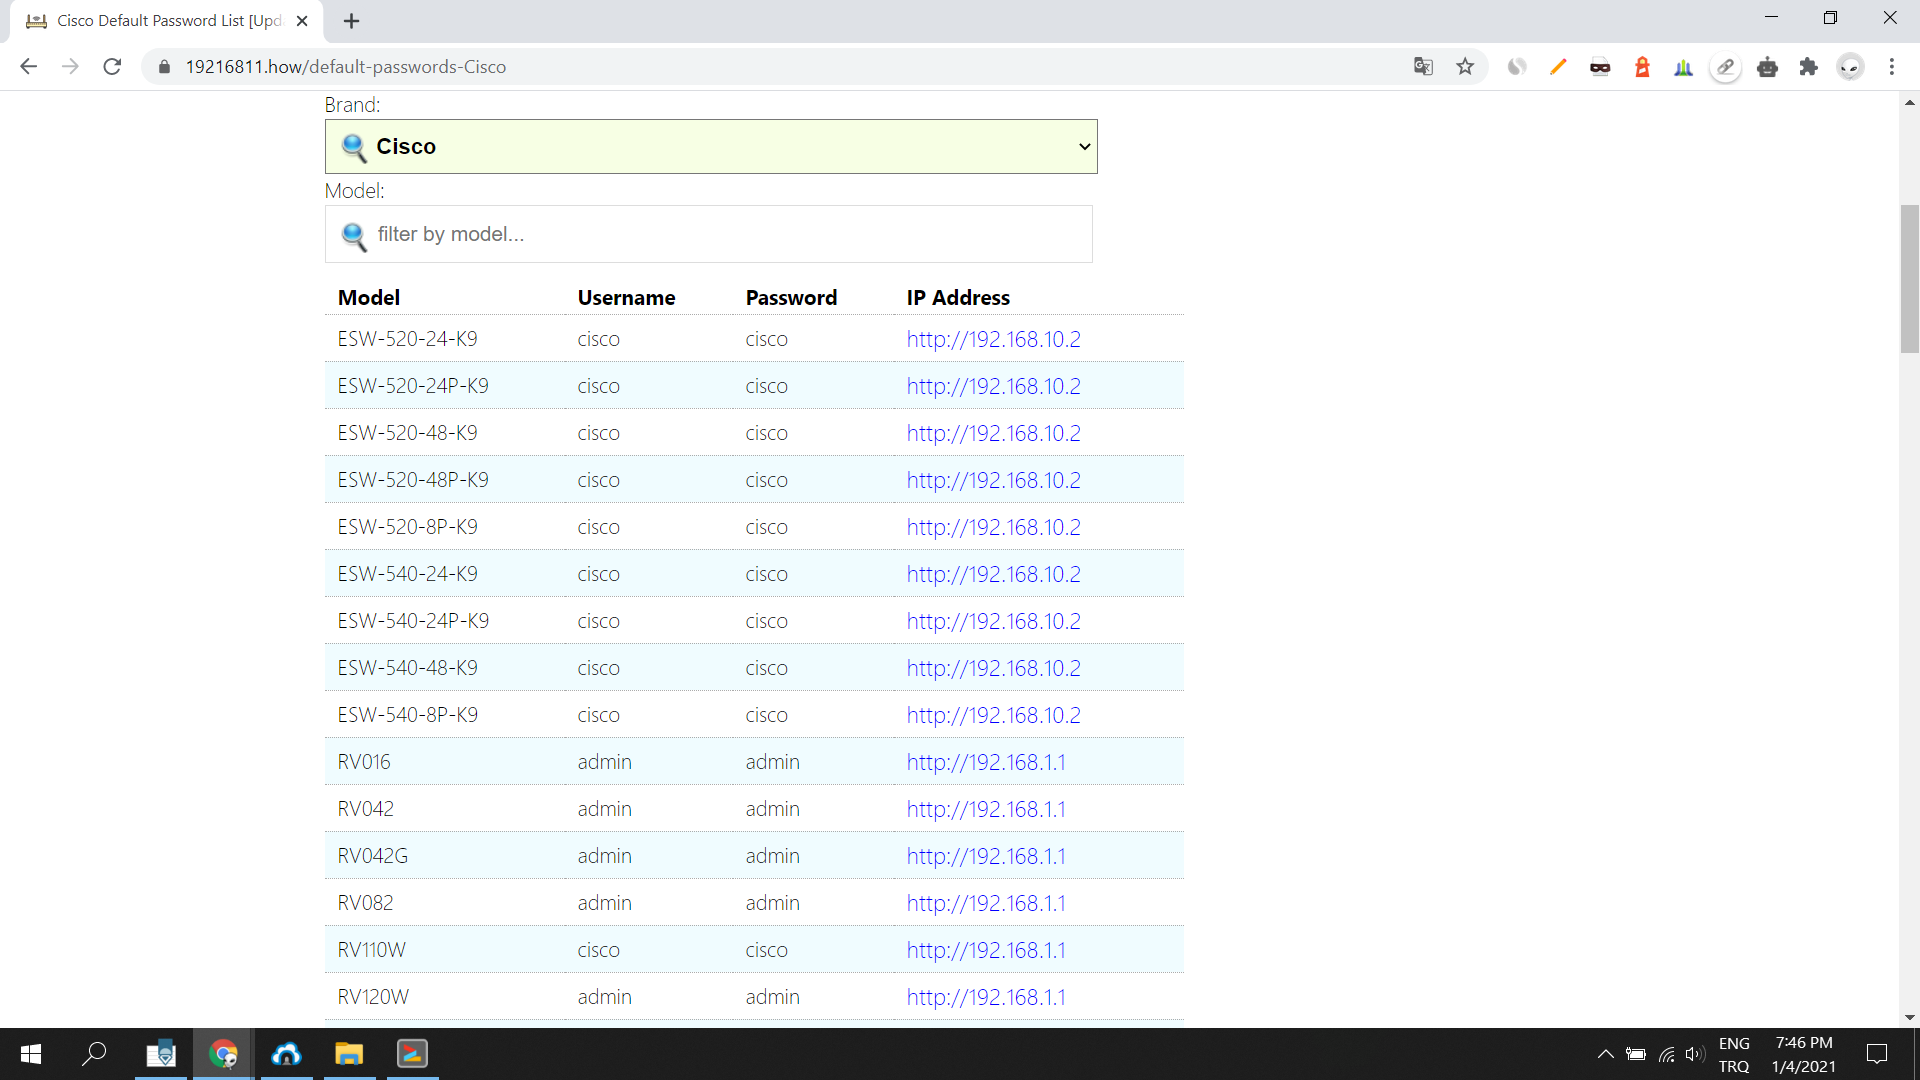 Cisco Default Password List [Upd
19216811.how/default-passwords-Cisco
Brand:
Cisco
Model:
filter by model...
Model Username Password IP Address
ESW-520-24-K9 cisco cisco http://192.168.10.2
ESW-520-24P-K9 cisco cisco http://192.168.10.2
ESW-520-48-K9 cisco cisco http://192.168.10.2
ESW-520-48P-K9 cisco cisco http://192.168.10.2
ESW-520-8P-K9 cisco cisco http://192.168.10.2
ESW-540-24-K9 cisco cisco http://192.168.10.2
ESW-540-24P-K9 cisco cisco http://192.168.10.2
ESW-540-48-K9 cisco cisco http://192.168.10.2
ESW-540-8P-K9 cisco cisco http://192.168.10.2
RV016 admin admin http://192.168.1.1
RV042 admin admin http://192.168.1.1
RV042G admin admin http://192.168.1.1
RV082 admin admin http://192.168.1.1
RV110W cisco cisco http://192.168.1.1
RV120W admin admin http://192.168.1.1
ENG 7:46 PM
TRQ 1/4/2021